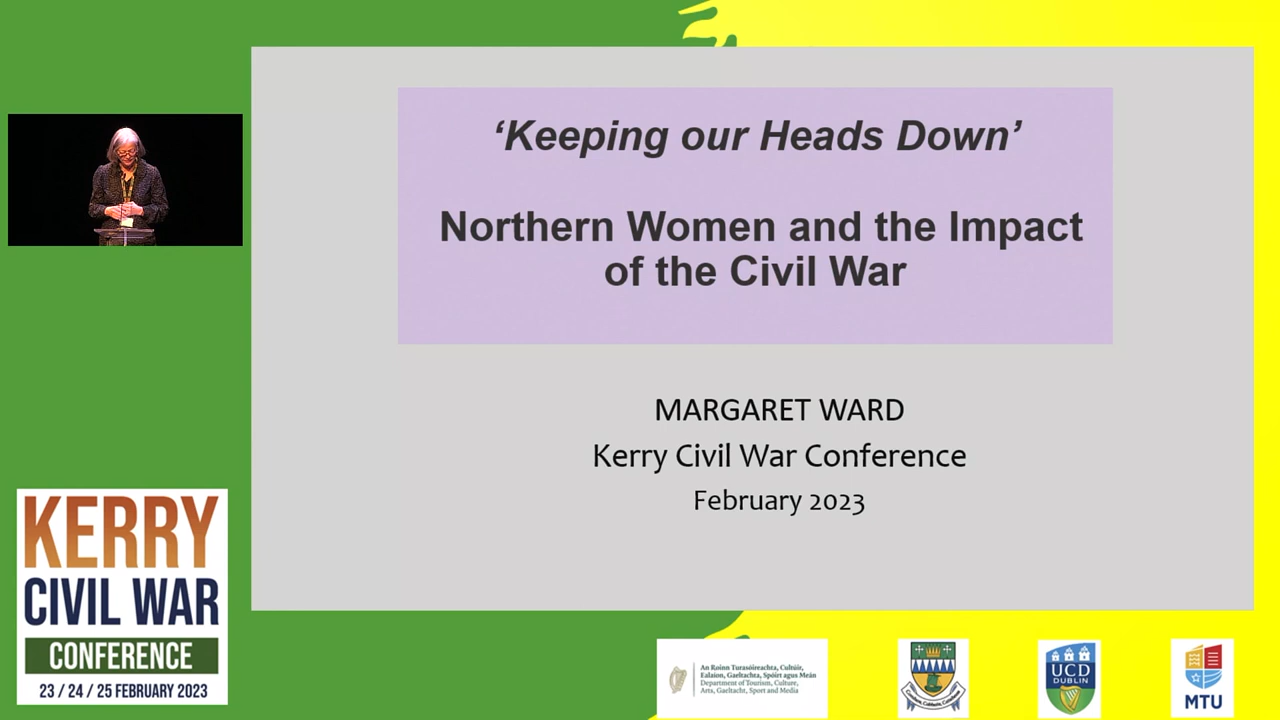 ‘Keeping our Heads Down’
Northern Women and the Impact
of the Civil War
MARGARET WARD
Kerry Civil War Conference
February 2023
KERRY
CIVIL WAR
CONFERENCE
23 / 24 / 25 FEBRUARY 2023
An Roinn Turasóireachta, Cultúir,
Ealaíon, Gaeltachta, Spóirt agus Meán
Department of Tourism, Culture,
Arts, Gaeltacht, Sport and Media
UCD
DUBLIN
MTU